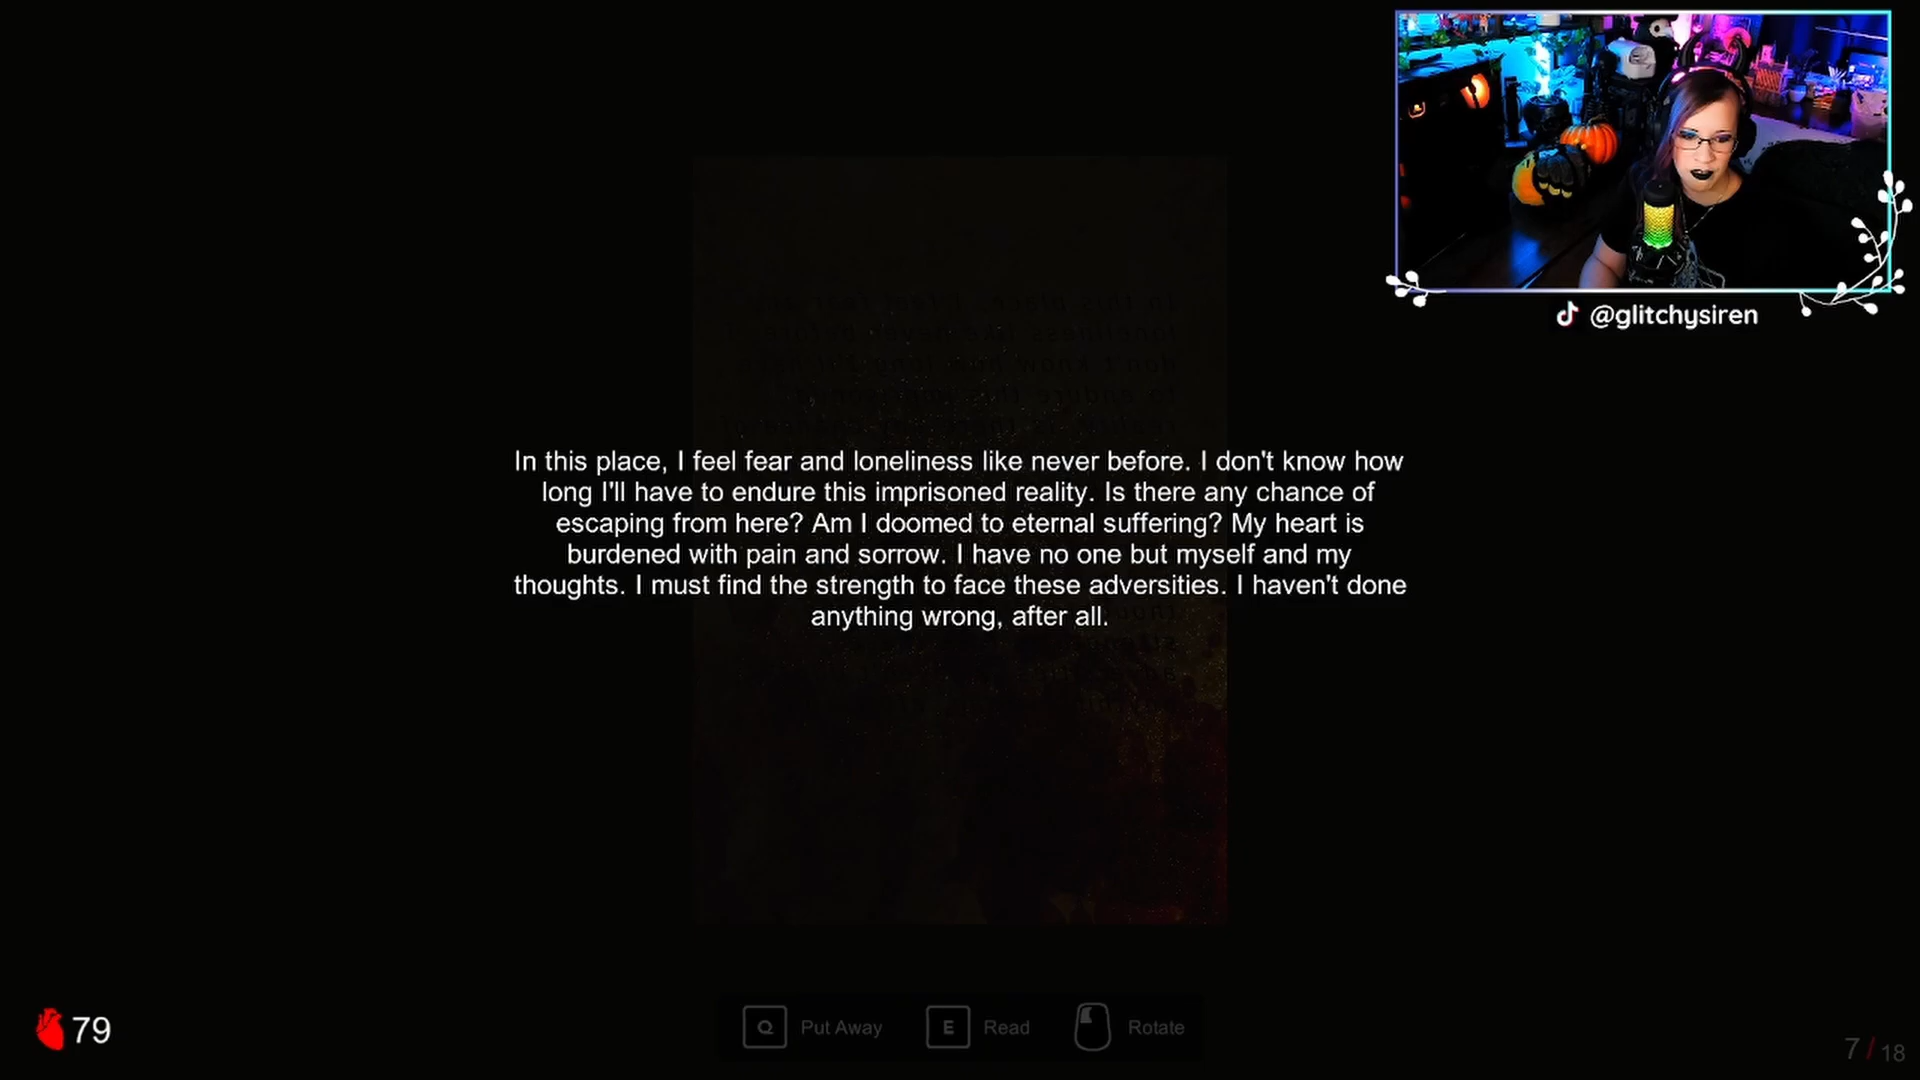 @glitchysiren
In this place, I feel fear and loneliness like never before. I don't know how
long I'll have to endure this imprisoned reality. Is there any chance of
escaping from here? Am I doomed to eternal suffering? My heart is
burdened with pain and sorrow. I have no one but myself and my
thoughts. I must find the strength to face these adversities. I haven't done
anything wrong, after all.
79
Q Put Away E Read Rotate
7 / 18